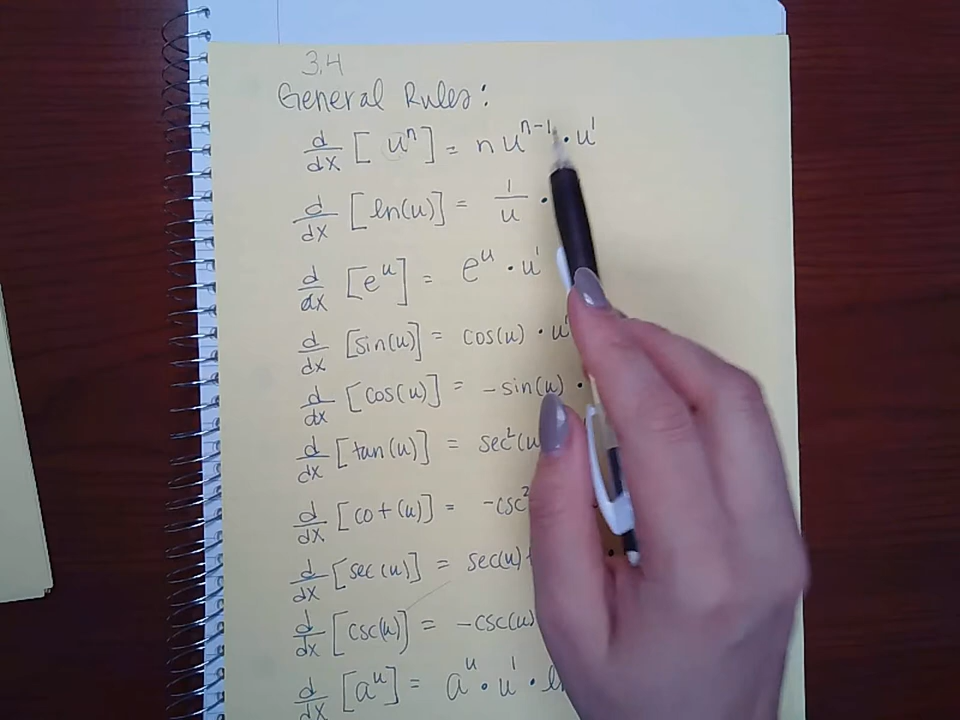 3.4
General Rules:
d/dx [u^n] = n u^(n-1) · u'
d/dx [ln(u)] = 1/u ·
d/dx [e^u] = e^u · u'
d/dx [sin(u)] = cos(u) · u'
d/dx [cos(u)] = -sin(u) ·
d/dx [tan(u)] = sec²(u
d/dx [cot(u)] = -csc²
d/dx [sec(u)] = sec(u)
d/dx [csc(u)] = -csc(u)
d/dx [a^u] = a^u · u' ·